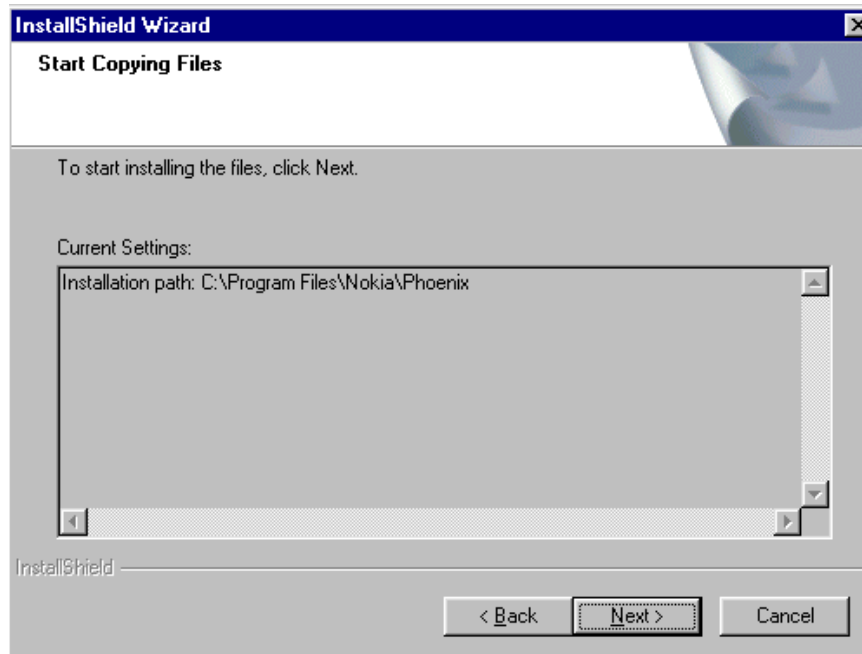 InstallShield Wizard
Start Copying Files
To start installing the files, click Next.
Current Settings:
Installation path: C:\Program Files\Nokia\Phoenix
InstallShield
< Back Next > Cancel